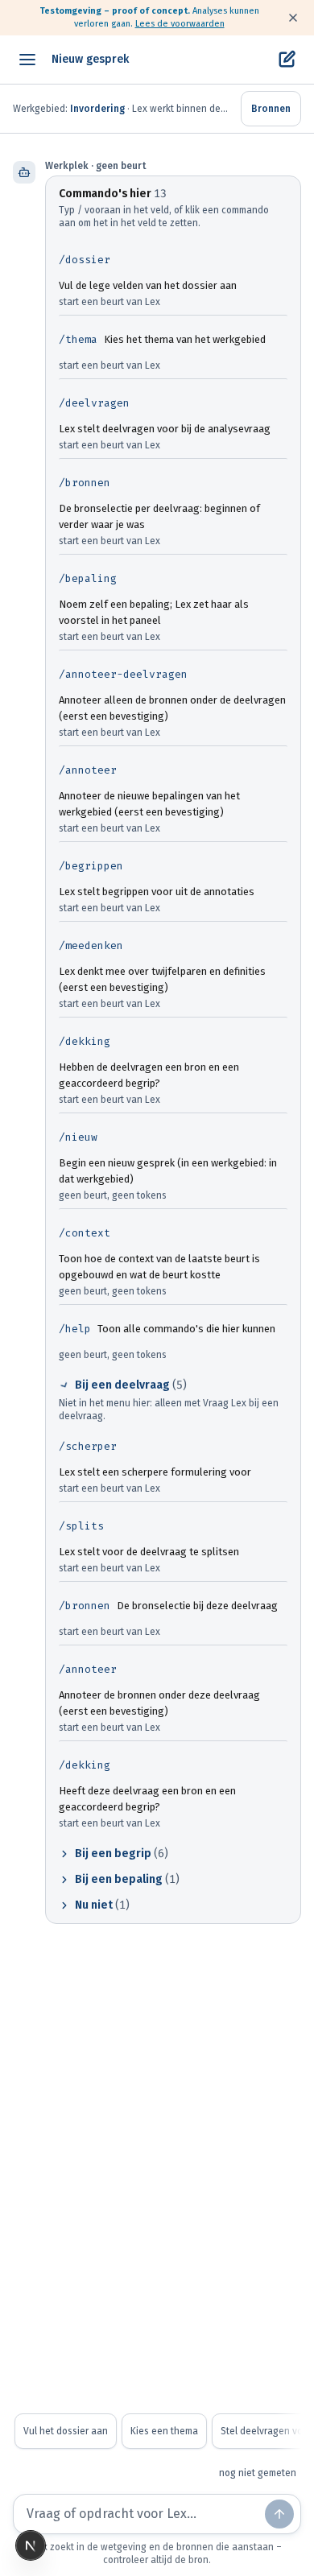 Testomgeving – proof of concept. Analyses kunnen
verloren gaan. Lees de voorwaarden
Nieuw gesprek
Werkgebied: Invordering · Lex werkt binnen de...
Bronnen
Werkplek · geen beurt
Commando's hier 13
Typ / vooraan in het veld, of klik een commando
aan om het in het veld te zetten.
/dossier
Vul de lege velden van het dossier aan
start een beurt van Lex
/thema Kies het thema van het werkgebied
start een beurt van Lex
/deelvragen
Lex stelt deelvragen voor bij de analysevraag
start een beurt van Lex
/bronnen
De bronselectie per deelvraag: beginnen of
verder waar je was
start een beurt van Lex
/bepaling
Noem zelf een bepaling; Lex zet haar als
voorstel in het paneel
start een beurt van Lex
/annoteer-deelvragen
Annoteer alleen de bronnen onder de deelvragen
(eerst een bevestiging)
start een beurt van Lex
/annoteer
Annoteer de nieuwe bepalingen van het
werkgebied (eerst een bevestiging)
start een beurt van Lex
/begrippen
Lex stelt begrippen voor uit de annotaties
start een beurt van Lex
/meedenken
Lex denkt mee over twijfelparen en definities
(eerst een bevestiging)
start een beurt van Lex
/dekking
Hebben de deelvragen een bron en een
geaccordeerd begrip?
start een beurt van Lex
/nieuw
Begin een nieuw gesprek (in een werkgebied: in
dat werkgebied)
geen beurt, geen tokens
/context
Toon hoe de context van de laatste beurt is
opgebouwd en wat de beurt kostte
geen beurt, geen tokens
/help Toon alle commando's die hier kunnen
geen beurt, geen tokens
Bij een deelvraag (5)
Niet in het menu hier: alleen met Vraag Lex bij een
deelvraag.
/scherper
Lex stelt een scherpere formulering voor
start een beurt van Lex
/splits
Lex stelt voor de deelvraag te splitsen
start een beurt van Lex
/bronnen De bronselectie bij deze deelvraag
start een beurt van Lex
/annoteer
Annoteer de bronnen onder deze deelvraag
(eerst een bevestiging)
start een beurt van Lex
/dekking
Heeft deze deelvraag een bron en een
geaccordeerd begrip?
start een beurt van Lex
Bij een begrip (6)
Bij een bepaling (1)
Nu niet (1)
Vul het dossier aan
Kies een thema
Stel deelvragen
nog niet gemeten
Vraag of opdracht voor Lex...
N
zoekt in de wetgeving en de bronnen die aanstaan –
controleer altijd de bron.